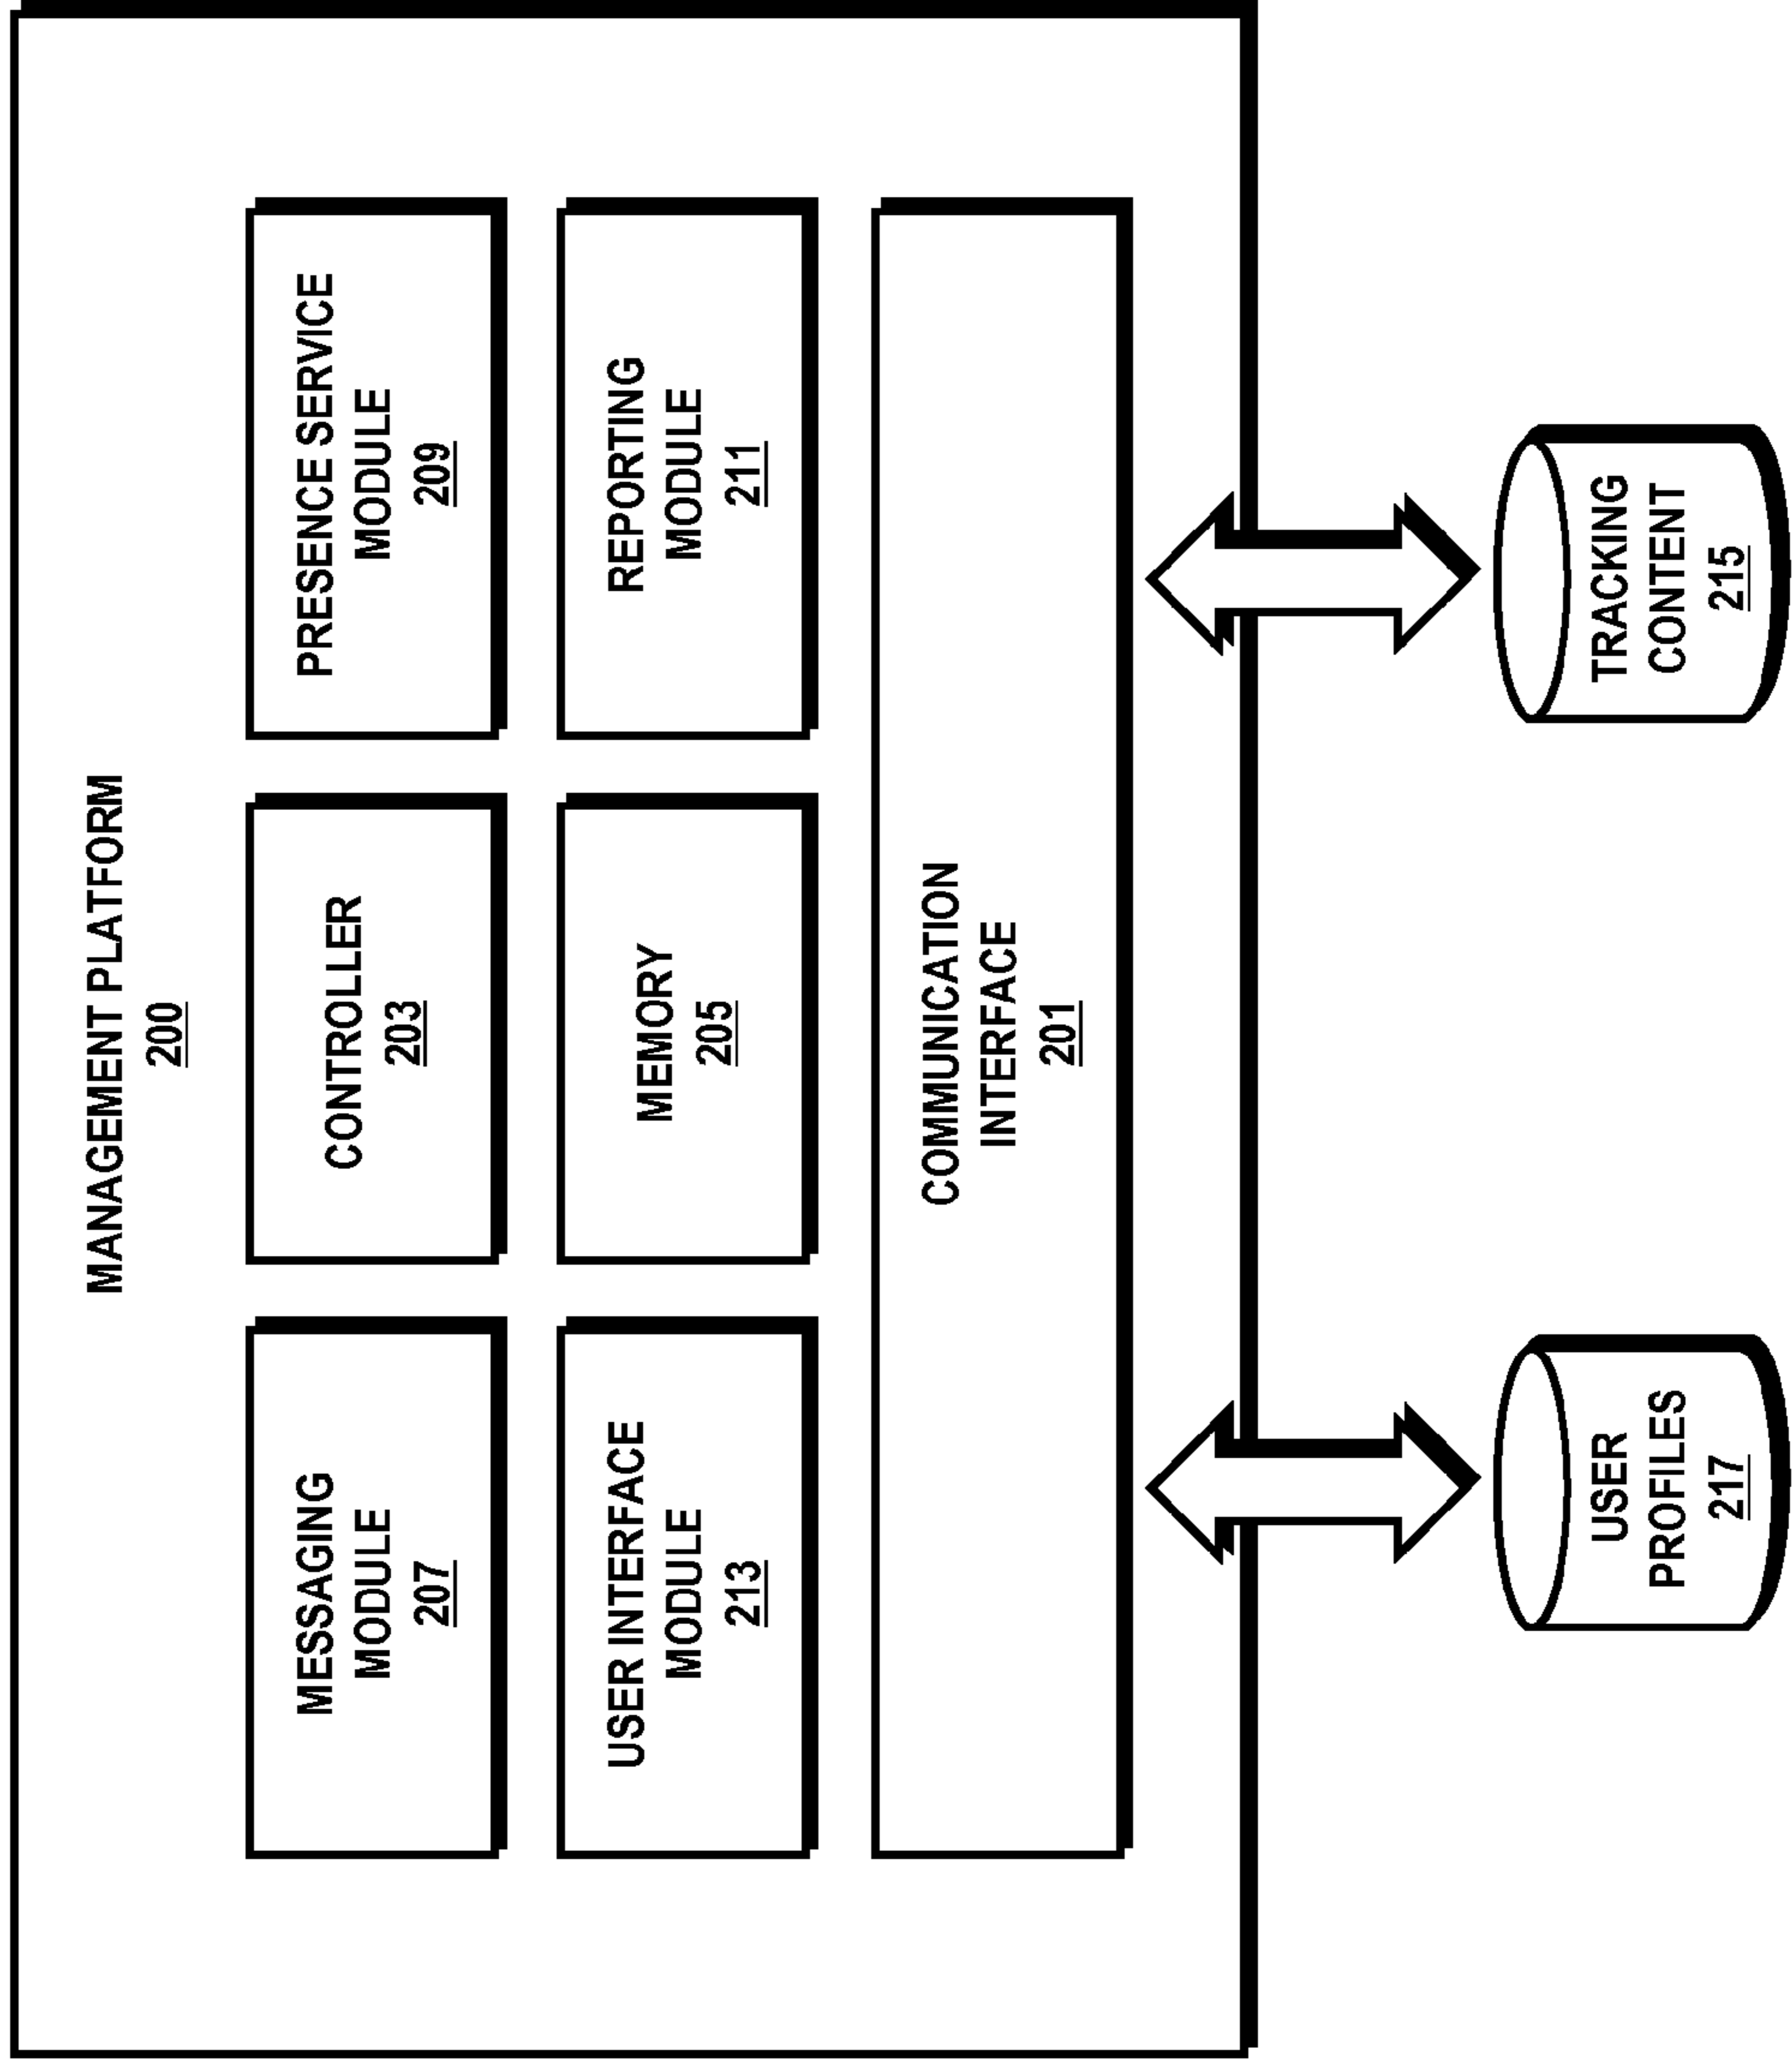 MANAGEMENT PLATFORM
200
MESSAGING
MODULE
207
CONTROLLER
203
PRESENCE SERVICE
MODULE
209
USER INTERFACE
MODULE
213
MEMORY
205
REPORTING
MODULE
211
COMMUNICATION
INTERFACE
201
USER
PROFILES
217
TRACKING
CONTENT
215